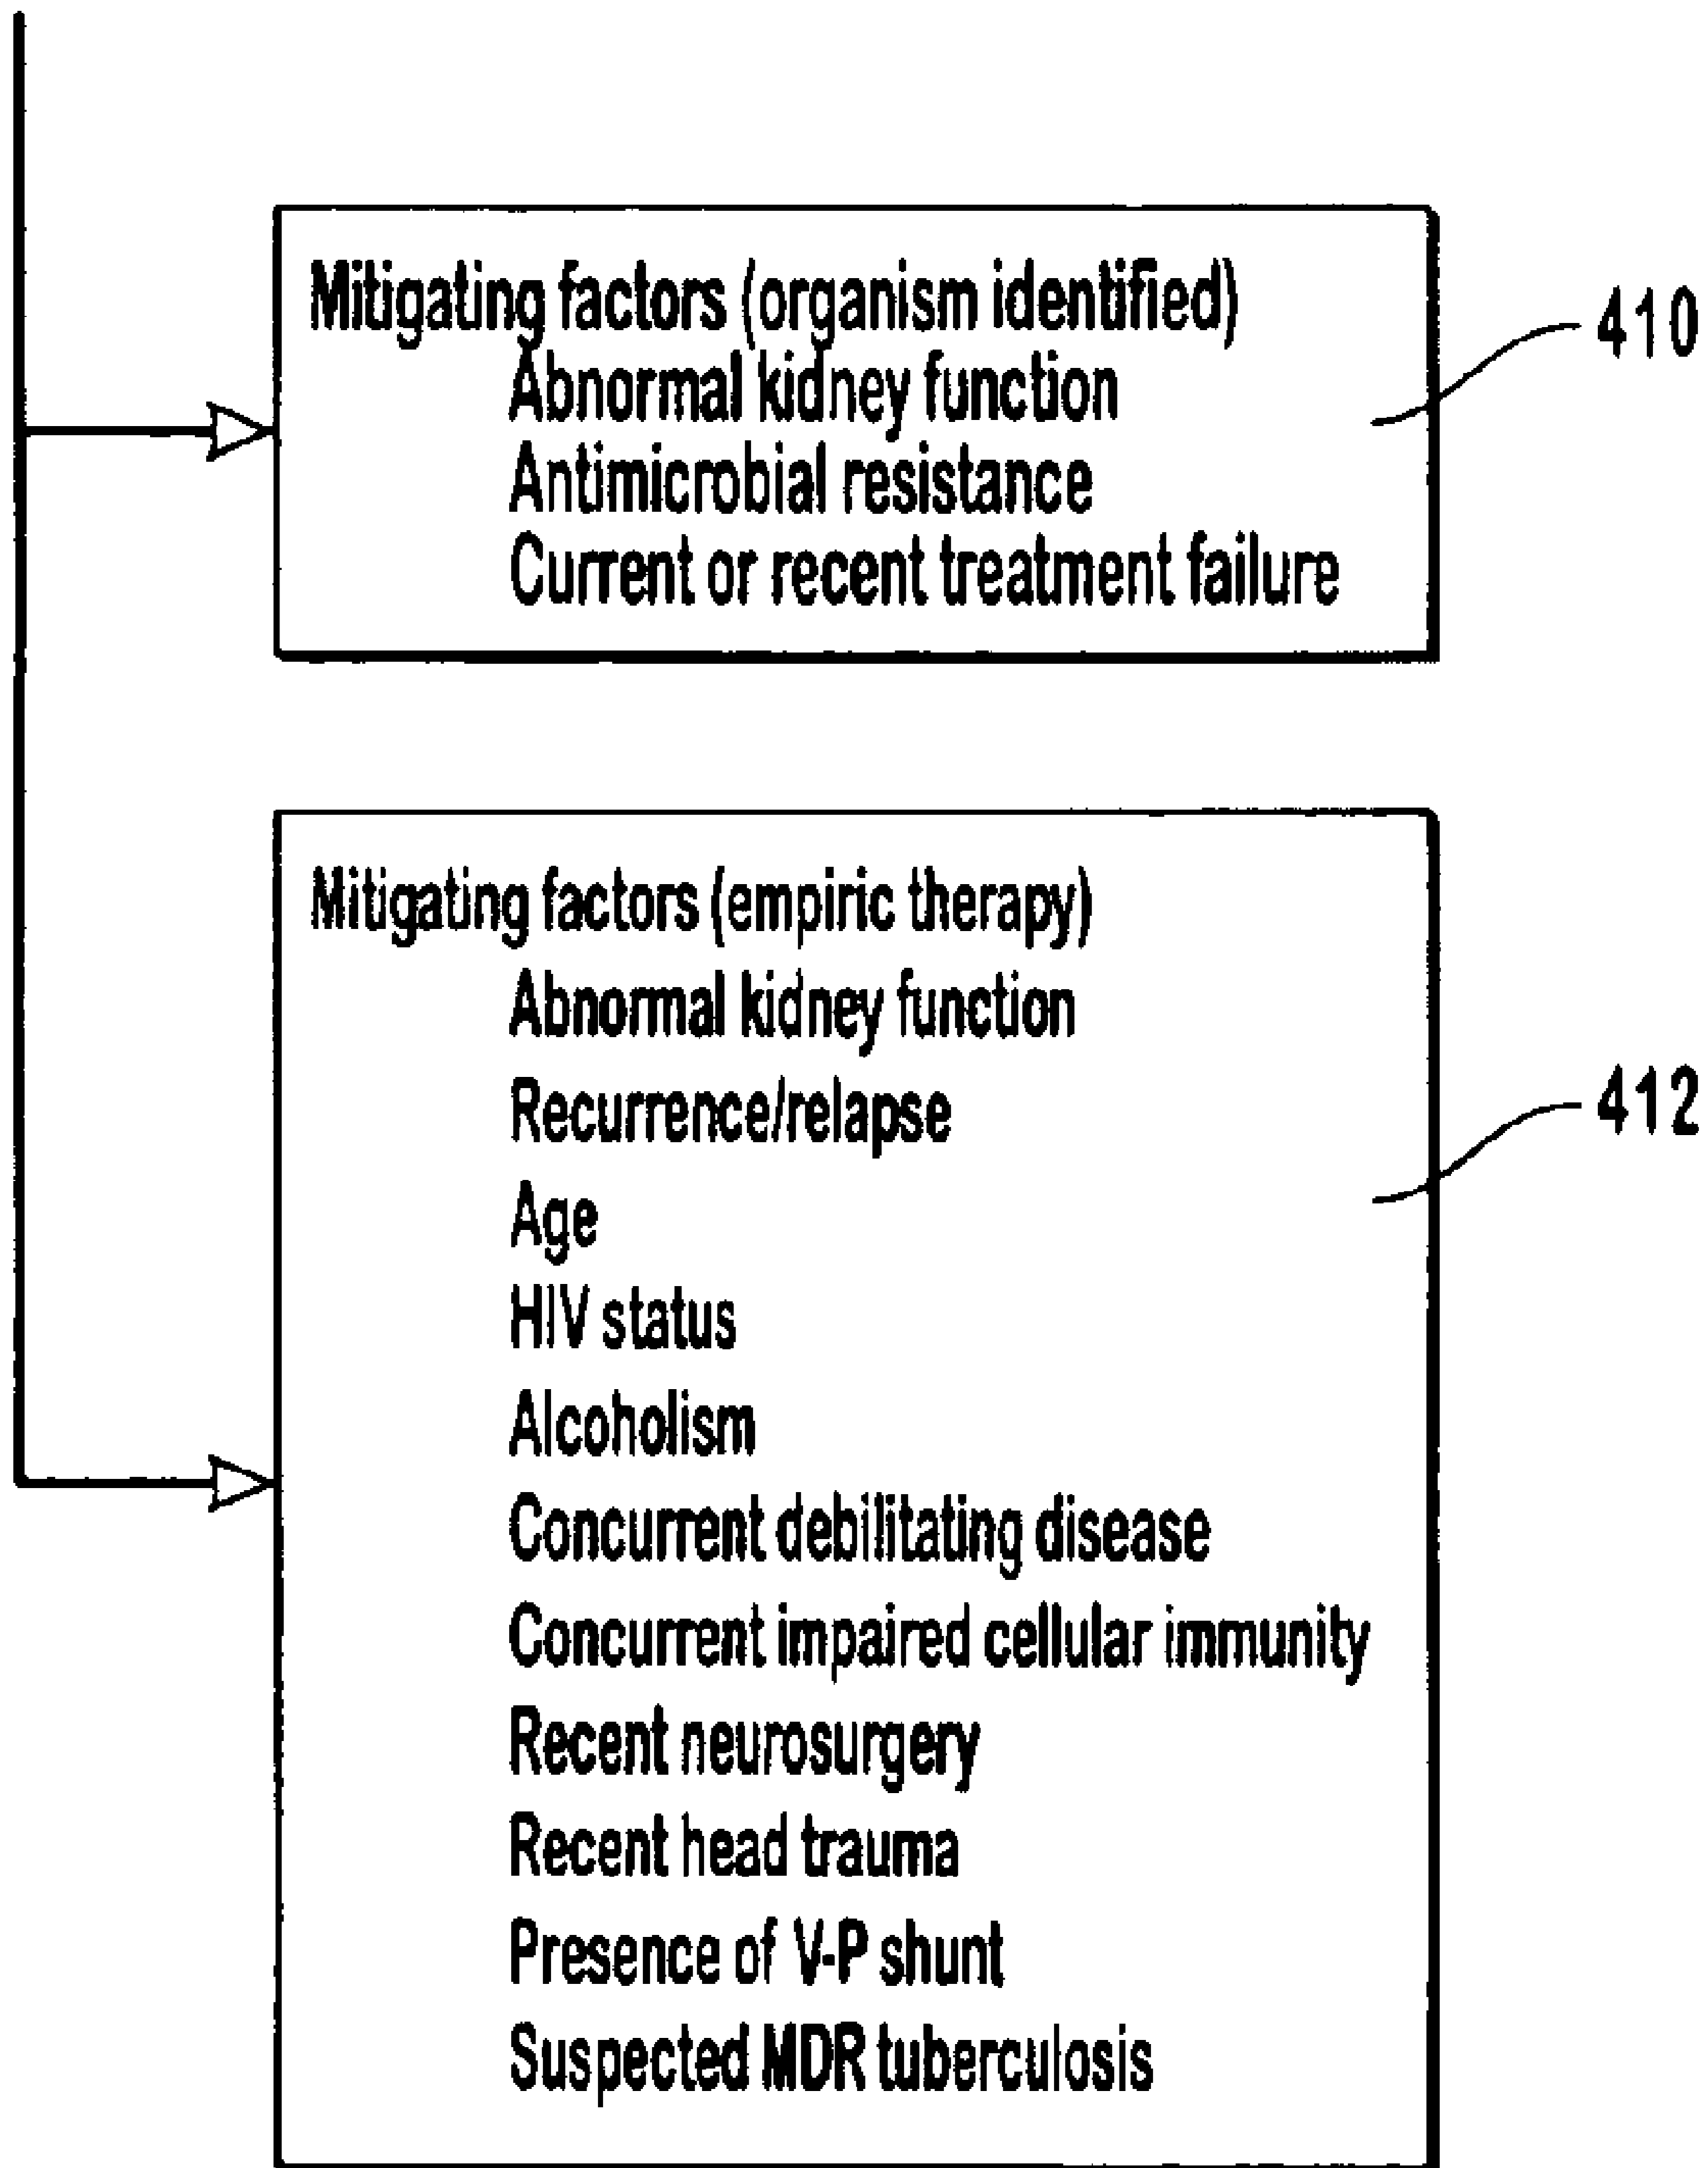 Mitigating factors (organism identified)
Abnormal kidney function
Antimicrobial resistance
Current or recent treatment failure
410
Mitigating factors (empiric therapy)
Abnormal kidney function
Recurrence/relapse
Age
HIV status
Alcoholism
Concurrent debilitating disease
Concurrent impaired cellular immunity
Recent neurosurgery
Recent head trauma
Presence of V-P shunt
Suspected MDR tuberculosis
412